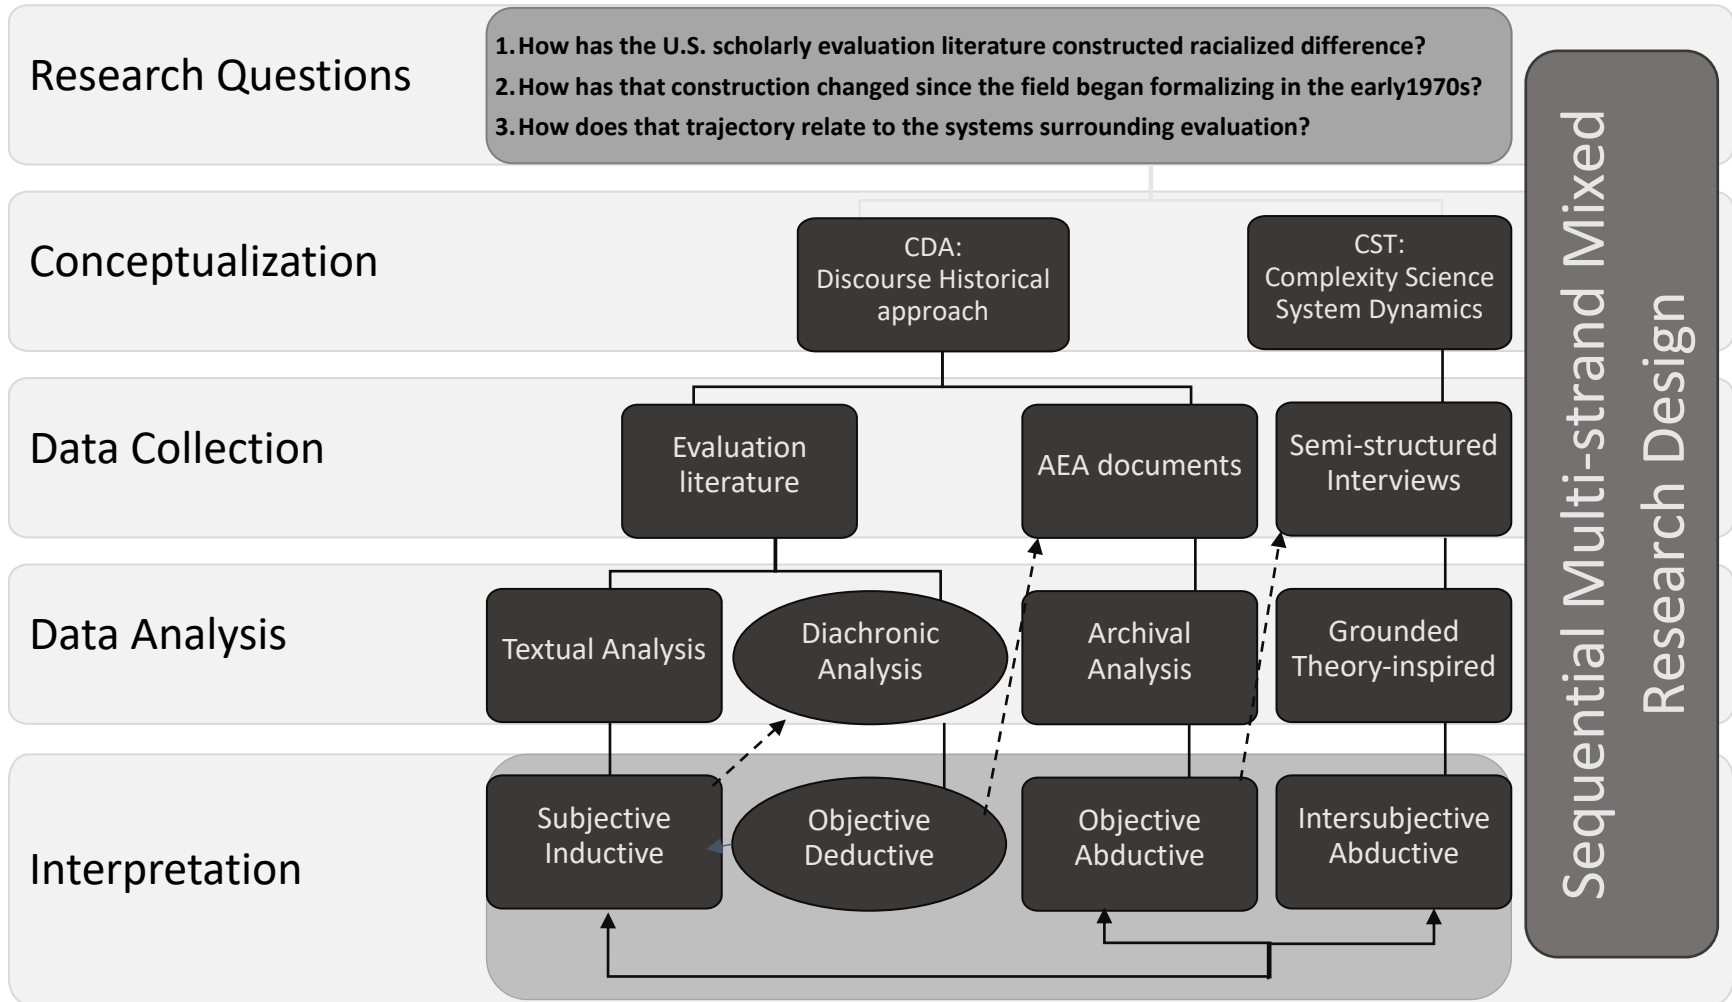 Research Questions
1. How has the U.S. scholarly evaluation literature constructed racialized difference?
2. How has that construction changed since the field began formalizing in the early1970s?
3. How does that trajectory relate to the systems surrounding evaluation?
Conceptualization
CDA:
Discourse Historical
approach
CST:
Complexity Science
System Dynamics
Data Collection
Evaluation
literature
AEA documents
Semi-structured
Interviews
Data Analysis
Textual Analysis
Diachronic
Analysis
Archival
Analysis
Grounded
Theory-inspired
Interpretation
Subjective
Inductive
Objective
Deductive
Objective
Abductive
Intersubjective
Abductive
Sequential Multi-strand Mixed
Research Design